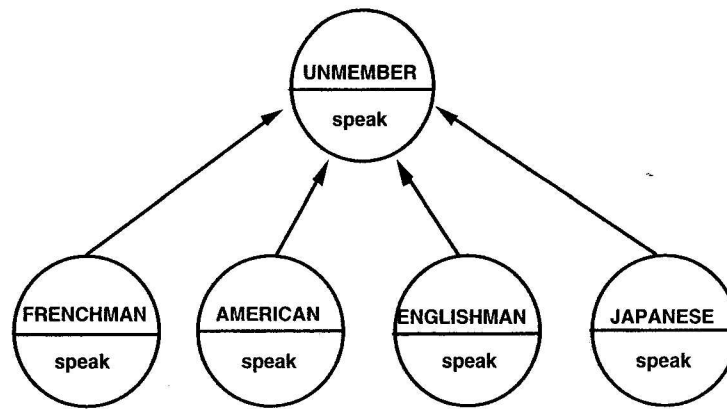 UNMEMBER
speak
FRENCHMAN
speak
AMERICAN
speak
ENGLISHMAN
speak
JAPANESE
speak